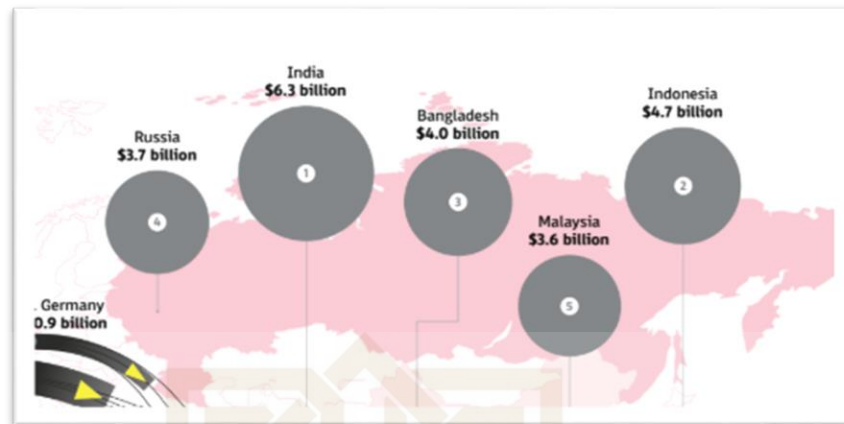 India
$6.3 billion
Indonesia
$4.7 billion
Bangladesh
$4.0 billion
Russia
$3.7 billion
1
2
3
4
Malaysia
$3.6 billion
5
. Germany
0.9 billion